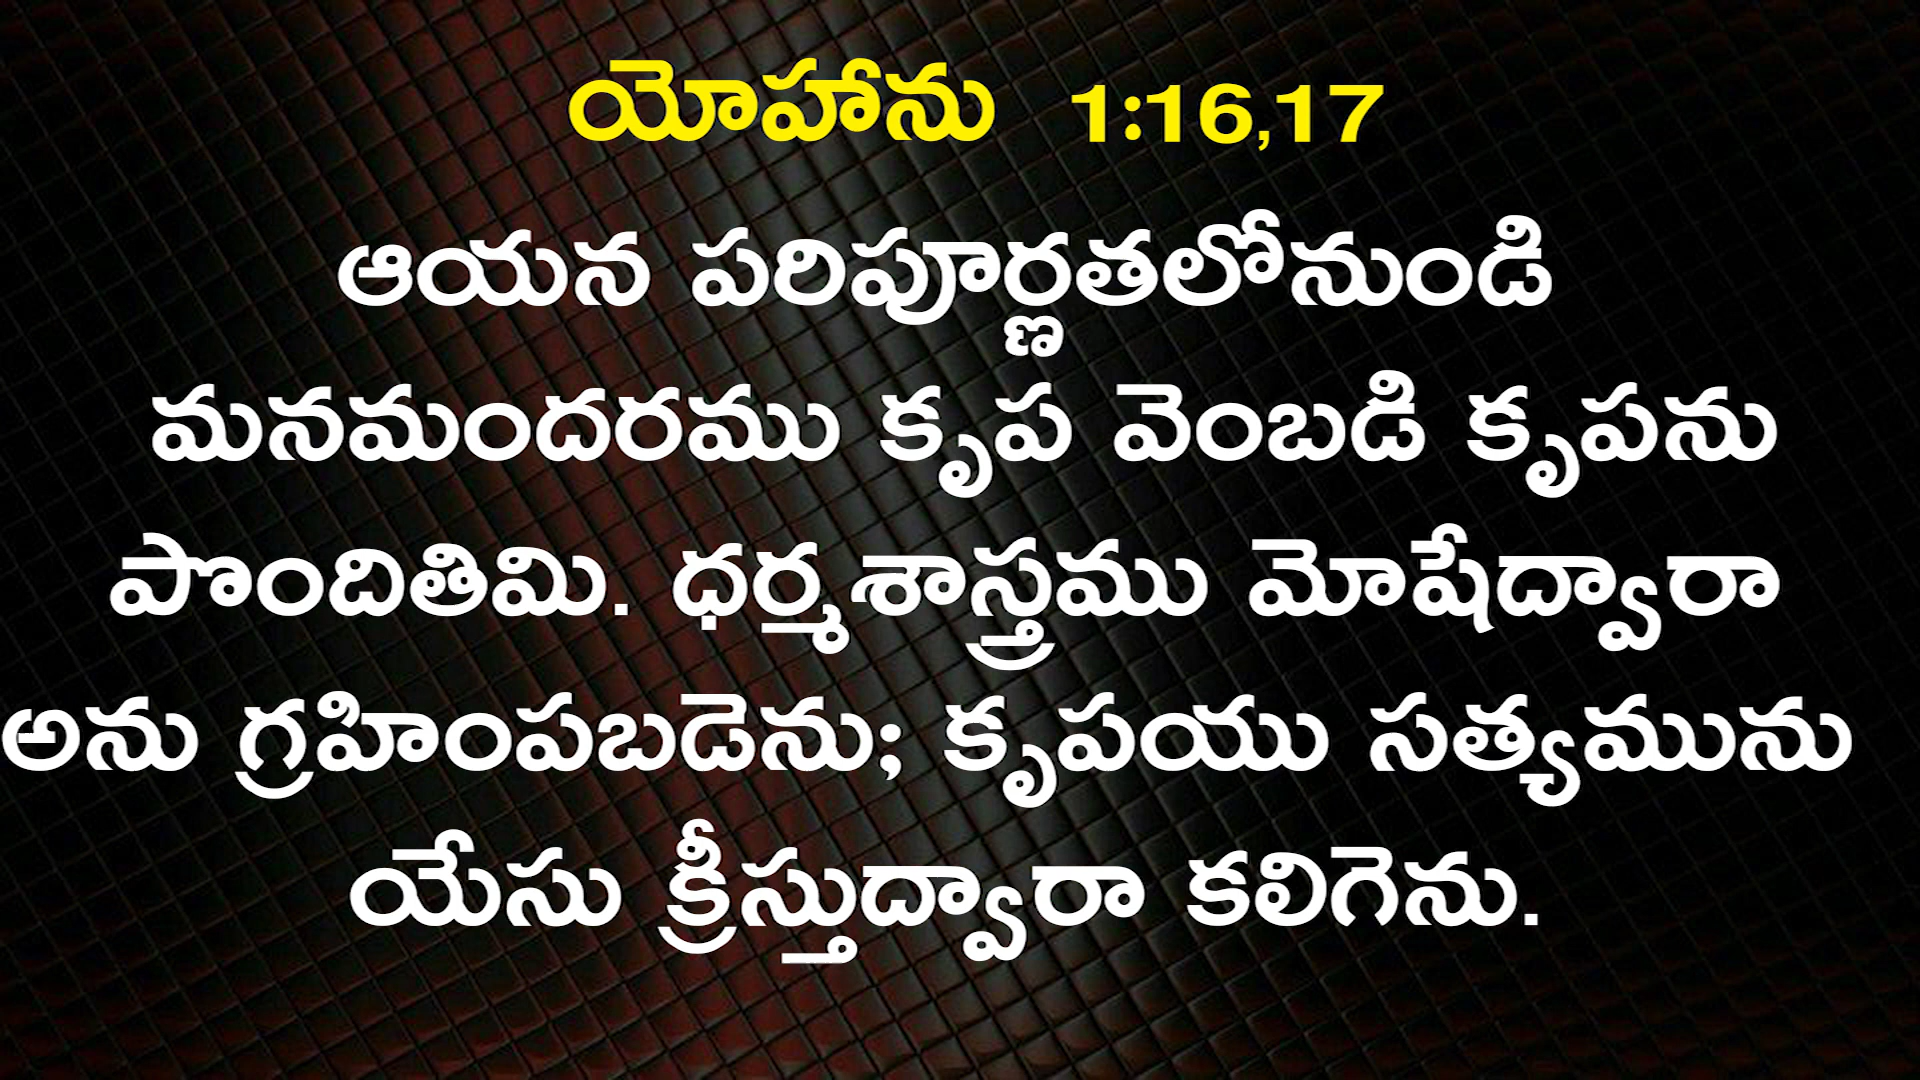 యోహాను 1:16,17
ఆయన పరిపూర్ణతలోనుండి
మనమందరము కృప వెంబడి కృపను
పొందితిమి. ధర్మశాస్త్రము మోషేద్వారా
అను గ్రహింపబడెను; కృపయు సత్యమును
యేసు క్రీస్తుద్వారా కలిగెను.